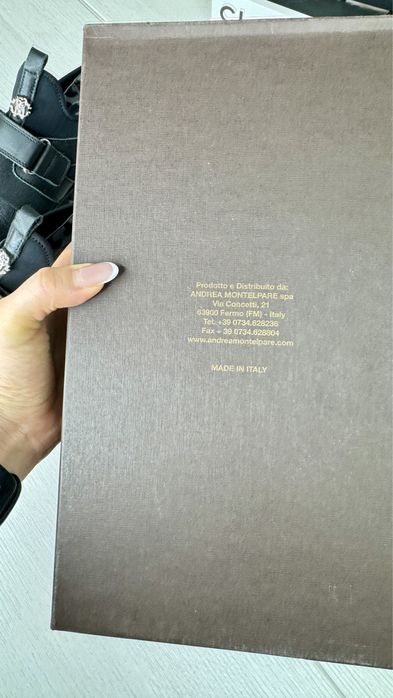 Prodotto e Distribuito da:
ANDREA MONTELPARE spa
Via Concetti, 21
63900 Fermo (FM) - Italy
Tel. +39 0734.628236
Fax + 39 0734.628904
www.andreamontelpare.com
MADE IN ITALY